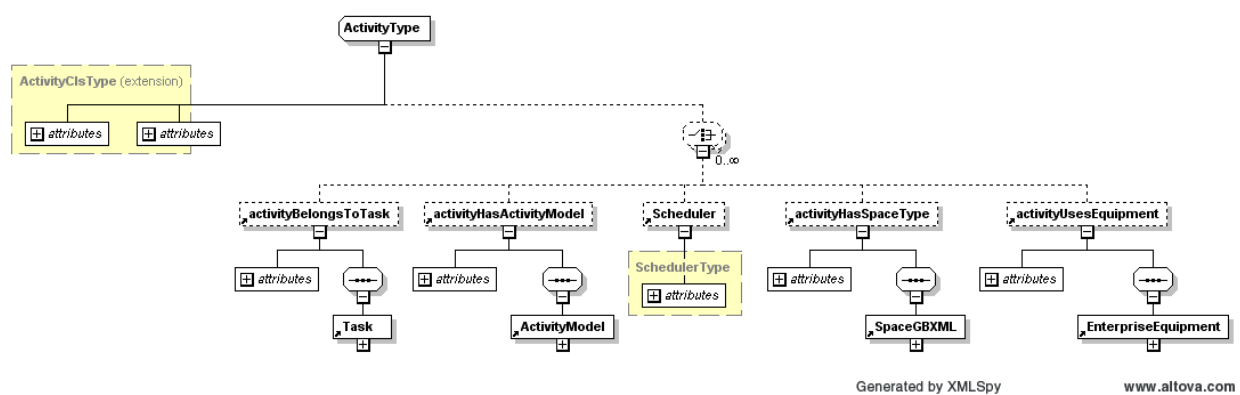 ActivityType
ActivityClsType (extension)
attributes attributes
0..∞
activityBelongsToTask activityHasActivityModel Scheduler activityHasSpaceType activityUsesEquipment
SchedulerType
attributes attributes attributes attributes
attributes
Task ActivityModel SpaceGBXML EnterpriseEquipment
Generated by XMLSpy www.altova.com